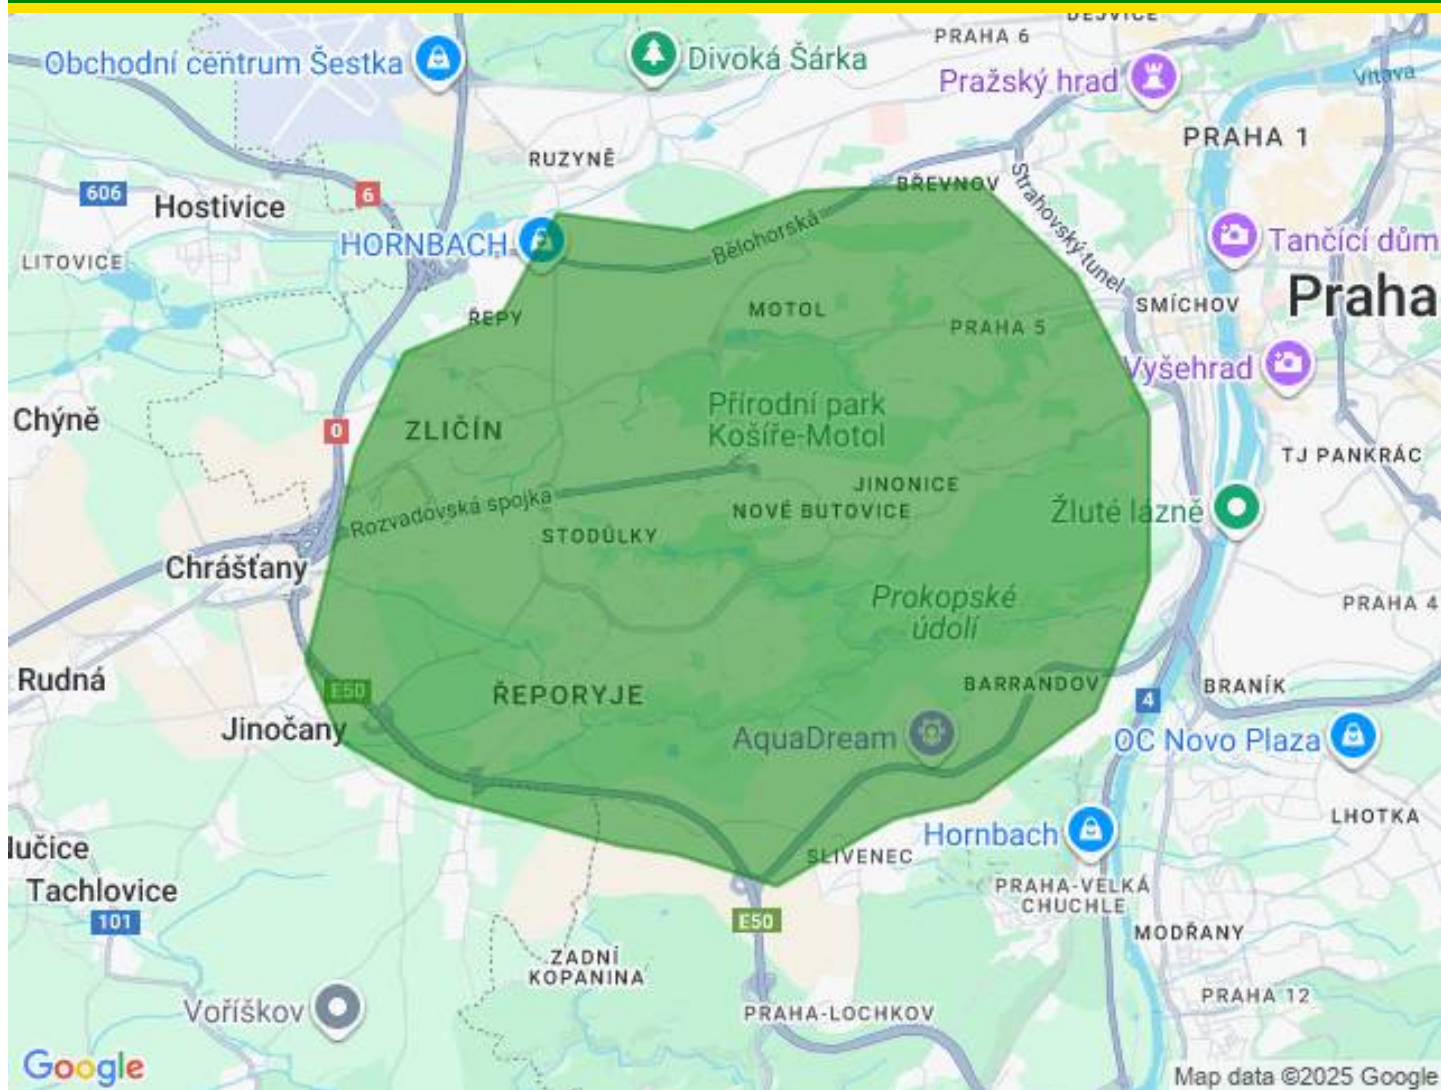 DEJVICE
PRAHA 6
Obchodní centrum Šestka
Divoká Šárka
Pražský hrad
Vltava
PRAHA 1
RUZYNĚ
606
6
Hostivice
BŘEVNOV
Strahovský tunel
HORNBACH
Bělohorská
Tančící dům
LITOVICE
Praha
SMÍCHOV
ŘEPY
MOTOL
PRAHA 5
Vyšehrad
Chýně
Přírodní park
Košíře-Motol
0
ZLIČÍN
TJ PANKRÁC
JINONICE
Rozvadovská spojka
NOVÉ BUTOVICE
Žluté lázně
STODŮLKY
Chrášťany
Prokopské
údolí
PRAHA 4
Rudná
E50
ŘEPORYJE
BARRANDOV
4
BRANÍK
Jinočany
AquaDream
OC Novo Plaza
LHOTKA
Hornbach
lučice
SLIVENEC
Tachlovice
PRAHA-VELKÁ
CHUCHLE
101
E50
MODŘANY
ZADNÍ
KOPANINA
PRAHA 12
Voříškov
PRAHA-LOCHKOV
Google
Map data ©2025 Google